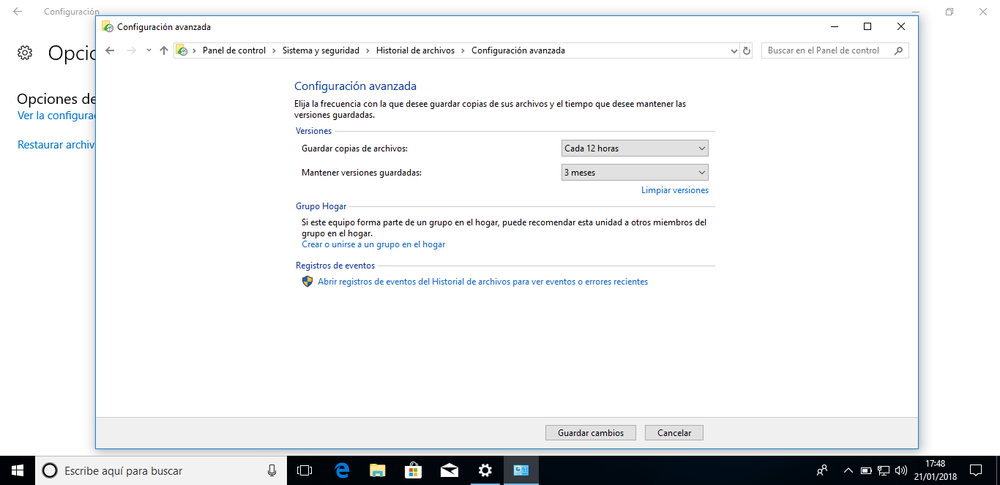 Configuración
Configuración avanzada
Opcio
Panel de control
Sistema y seguridad
Historial de archivos
Configuración avanzada
Buscar en el Panel de control
Opciones de
Ver la configurac
Restaurar archiv
Configuración avanzada
Elija la frecuencia con la que desee guardar copias de sus archivos y el tiempo que desee mantener las
versiones guardadas.
Versiones
Guardar copias de archivos:
Cada 12 horas
Mantener versiones guardadas:
3 meses
Limpiar versiones
Grupo Hogar
Si este equipo forma parte de un grupo en el hogar, puede recomendar esta unidad a otros miembros del
grupo en el hogar.
Crear o unirse a un grupo en el hogar
Registros de eventos
Abrir registros de eventos del Historial de archivos para ver eventos o errores recientes
Guardar cambios
Cancelar
Escribe aquí para buscar
17:48
21/01/2018